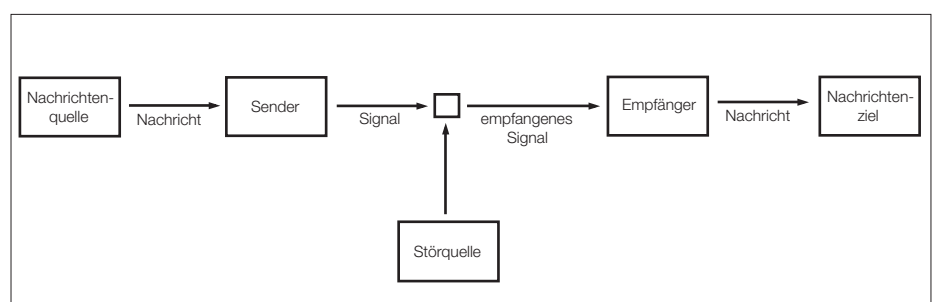 Nachrichten-
quelle
Nachricht
Sender
Signal
empfangenes
Signal
Empfänger
Nachricht
Nachrichten-
ziel
Störquelle